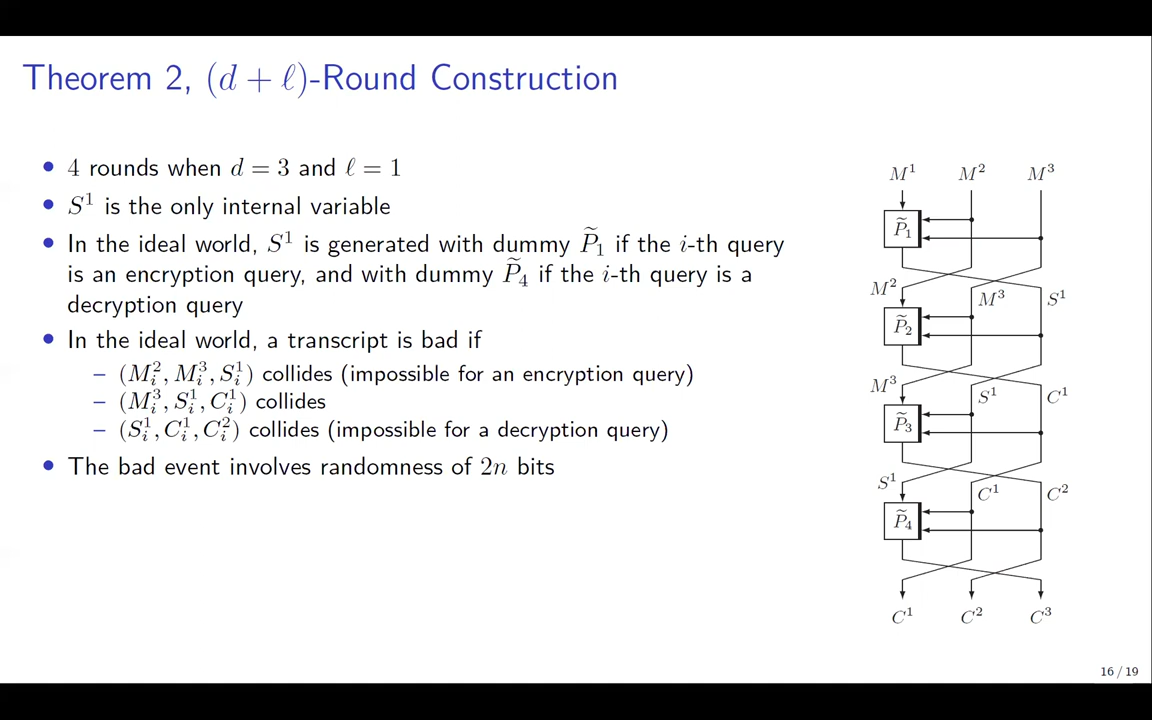 Theorem 2, (d + ℓ)-Round Construction
• 4 rounds when d = 3 and ℓ = 1
• S¹ is the only internal variable
• In the ideal world, S¹ is generated with dummy P̃₁ if the i-th query
is an encryption query, and with dummy P̃₄ if the i-th query is a
decryption query
• In the ideal world, a transcript is bad if
– (M²ᵢ, M³ᵢ, S¹ᵢ) collides (impossible for an encryption query)
– (M³ᵢ, S¹ᵢ, C¹ᵢ) collides
– (S¹ᵢ, C¹ᵢ, C²ᵢ) collides (impossible for a decryption query)
• The bad event involves randomness of 2n bits
M¹ M² M³
P̃₁
M² M³ S¹
P̃₂
M³ S¹ C¹
P̃₃
S¹ C¹ C²
P̃₄
C¹ C² C³
16 / 19